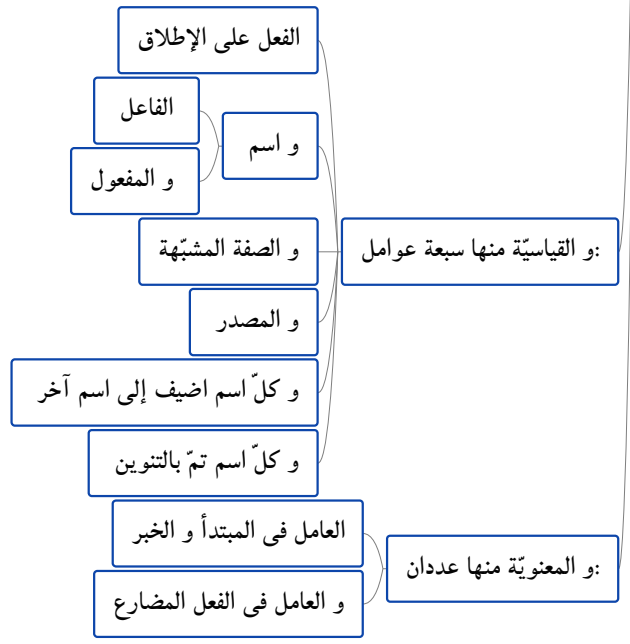 الفعل على الإطلاق
و اسم
الفاعل
و المفعول
و القياسيّة منها سبعة عوامل:
و الصفة المشبّهة
و المصدر
و كلّ اسم اضيف إلى اسم آخر
و كلّ اسم تمّ بالتنوين
و المعنويّة منها عددان:
العامل فى المبتدأ و الخبر
و العامل فى الفعل المضارع